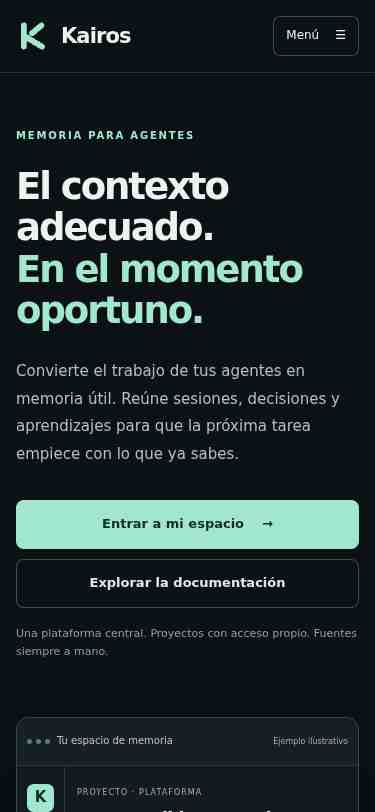 Kairos
Menú ☰
MEMORIA PARA AGENTES
El contexto
adecuado.
En el momento
oportuno.
Convierte el trabajo de tus agentes en
memoria útil. Reúne sesiones, decisiones y
aprendizajes para que la próxima tarea
empiece con lo que ya sabes.
Entrar a mi espacio →
Explorar la documentación
Una plataforma central. Proyectos con acceso propio. Fuentes
siempre a mano.
Tu espacio de memoria
Ejemplo ilustrativo
K
PROYECTO · PLATAFORMA